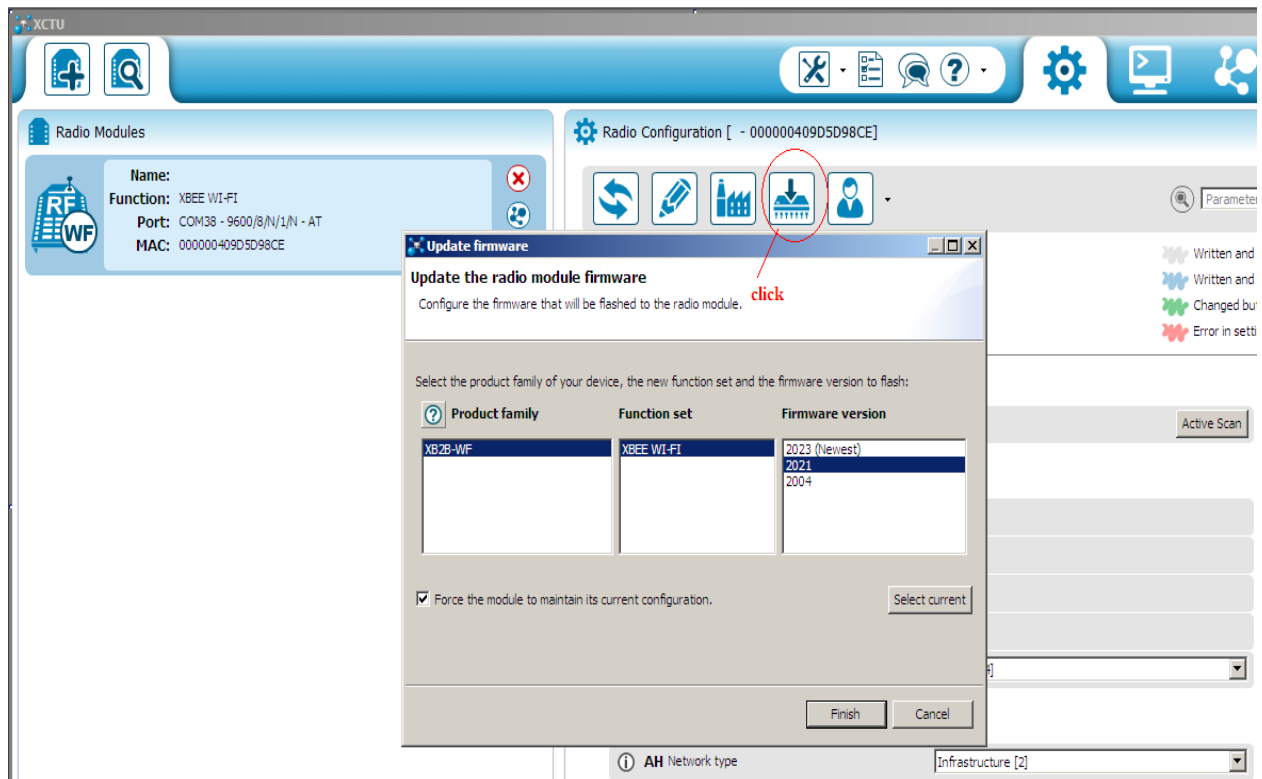 XCTU
Radio Modules
Name:
Function: XBEE WI-FI
Port: COM38 - 9600/8/N/1/N - AT
MAC: 000000409D5D98CE
RF
WF
Radio Configuration [ - 000000409D5D98CE]
Parameter
click
Written and
Written and
Changed bu
Error in setti
Update firmware
Update the radio module firmware
Configure the firmware that will be flashed to the radio module.
Select the product family of your device, the new function set and the firmware version to flash:
Product family Function set Firmware version
XB2B-WF XBEE WI-FI 2023 (Newest)
2021
2004
Active Scan
Force the module to maintain its current configuration. Select current
4]
Finish Cancel
AH Network type Infrastructure [2]